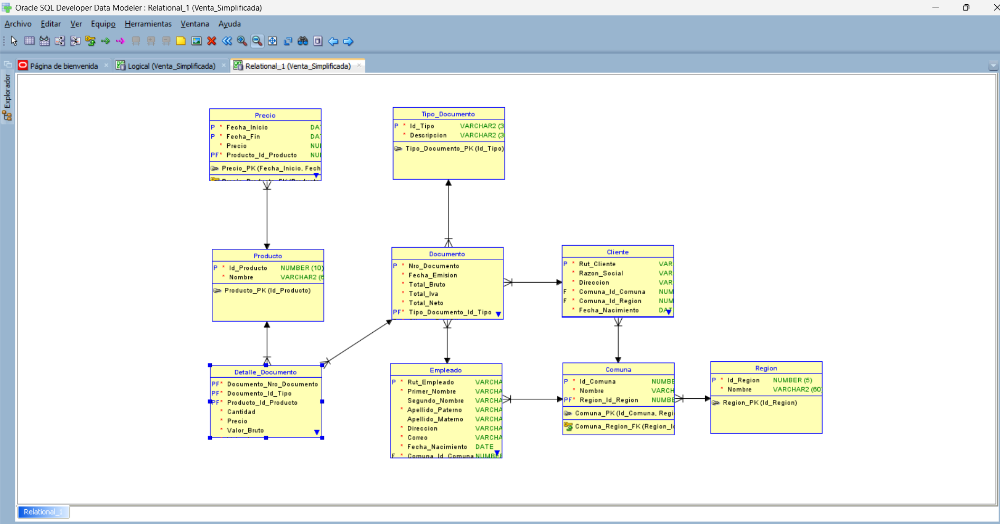 Oracle SQL Developer Data Modeler : Relational_1 (Venta_Simplificada)
Archivo Editar Ver Equipo Herramientas Ventana Ayuda
Página de bienvenida Logical (Venta_Simplificada) Relational_1 (Venta_Simplificada)
Explorador
Precio
P * Fecha_Inicio DA
P * Fecha_Fin DA
* Precio NU
PF* Producto_Id_Producto NU
Precio_PK (Fecha_Inicio, Fech
Tipo_Documento
P * Id_Tipo VARCHAR2 (3
* Descripcion VARCHAR2 (3
Tipo_Documento_PK (Id_Tipo)
Producto
P * Id_Producto NUMBER (10)
* Nombre VARCHAR2 (6
Producto_PK (Id_Producto)
Documento
P * Nro_Documento
* Fecha_Emision
* Total_Bruto
* Total_Iva
* Total_Neto
PF* Tipo_Documento_Id_Tipo
Cliente
P * Rut_Cliente VAR
* Razon_Social VAR
* Direccion VAR
F * Comuna_Id_Comuna NUM
F * Comuna_Id_Region NUM
* Fecha_Nacimiento DAT
Detalle_Documento
PF* Documento_Nro_Documento
PF* Documento_Id_Tipo
PF* Producto_Id_Producto
* Cantidad
* Precio
* Valor_Bruto
Empleado
P * Rut_Empleado VARCHA
* Primer_Nombre VARCHA
Segundo_Nombre VARCHA
* Apellido_Paterno VARCHA
Apellido_Materno VARCHA
* Direccion VARCHA
* Correo VARCHA
* Fecha_Nacimiento DATE
F * Comuna_Id_Comuna NUMBE
Comuna
P * Id_Comuna NUMBE
* Nombre VARCH
PF* Region_Id_Region NUMBE
Comuna_PK (Id_Comuna, Regi
Comuna_Region_FK (Region_I
Region
P * Id_Region NUMBER (5)
* Nombre VARCHAR2 (60
Region_PK (Id_Region)
Relational_1